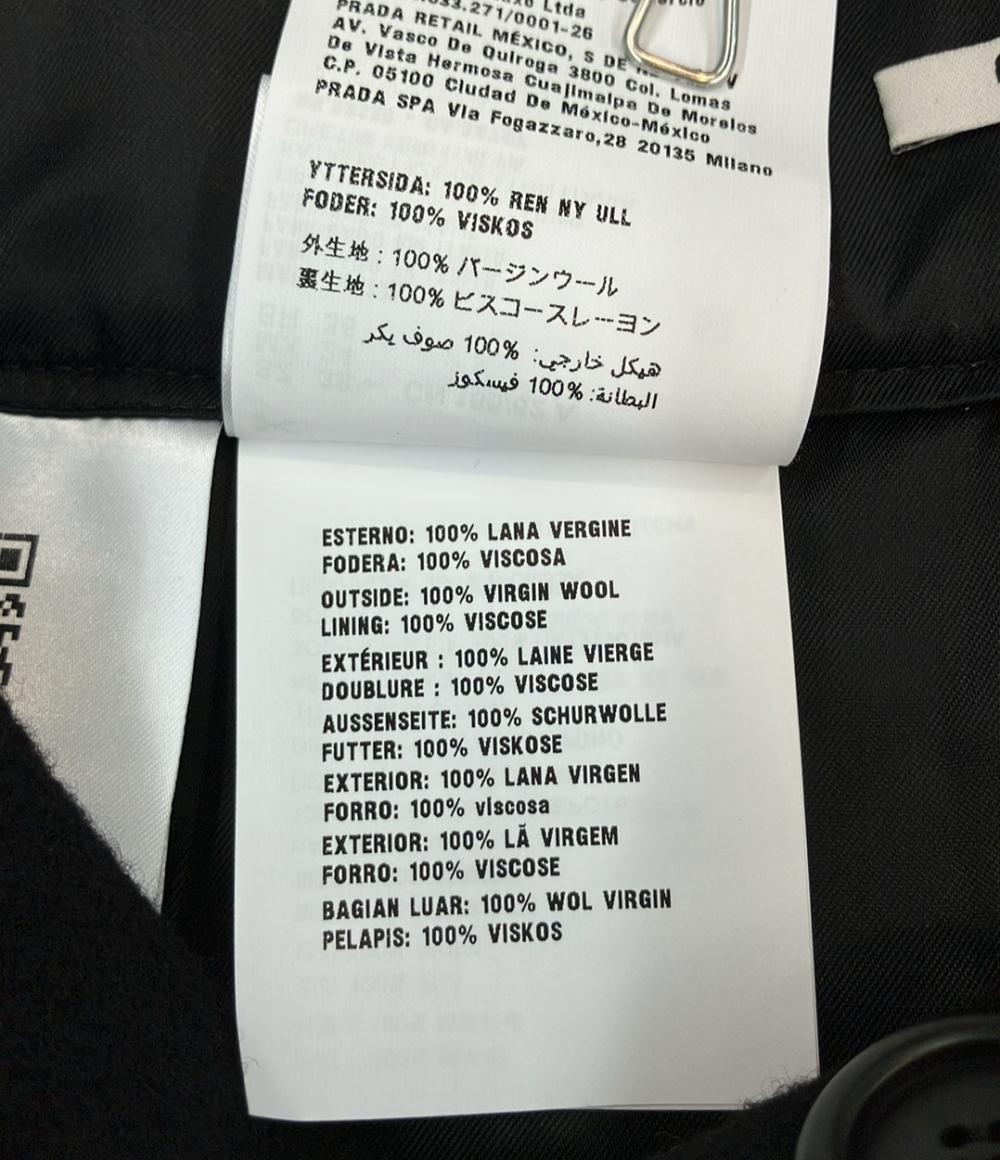 Ltda
33.271/0001-26
PRADA RETAIL MÉXICO, S DE
AV. Vasco De Quiroga 3800 Col. Lomas
De Vista Hermosa Cuajimalpa De Morelos
C.P. 05100 Ciudad De México-México
PRADA SPA Via Fogazzaro,28 20135 Milano
YTTERSIDA: 100% REN NY ULL
FODER: 100% VISKOS
外生地 : 100% バージンウール
裏生地 : 100% ビスコースレーヨン
هيكل خارجي: %100 صوف بكر
البطانة: %100 فيسكوز
ESTERNO: 100% LANA VERGINE
FODERA: 100% VISCOSA
OUTSIDE: 100% VIRGIN WOOL
LINING: 100% VISCOSE
EXTÉRIEUR : 100% LAINE VIERGE
DOUBLURE : 100% VISCOSE
AUSSENSEITE: 100% SCHURWOLLE
FUTTER: 100% VISKOSE
EXTERIOR: 100% LANA VIRGEN
FORRO: 100% viscosa
EXTERIOR: 100% LÃ VIRGEM
FORRO: 100% VISCOSE
BAGIAN LUAR: 100% WOL VIRGIN
PELAPIS: 100% VISKOS